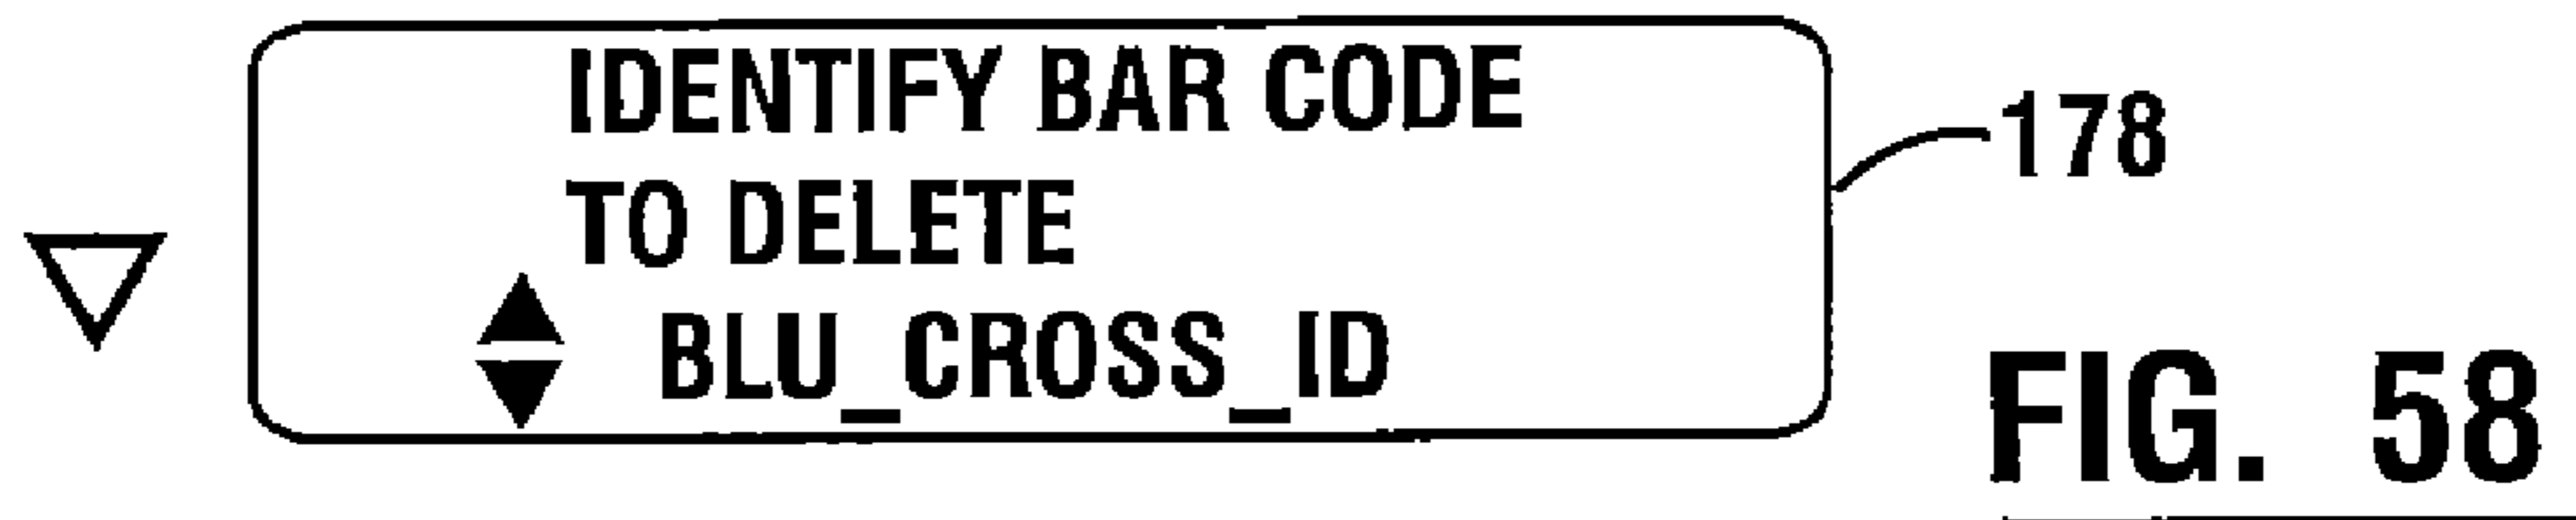 IDENTIFY BAR CODE
TO DELETE
BLU_CROSS_ID
178
FIG. 58